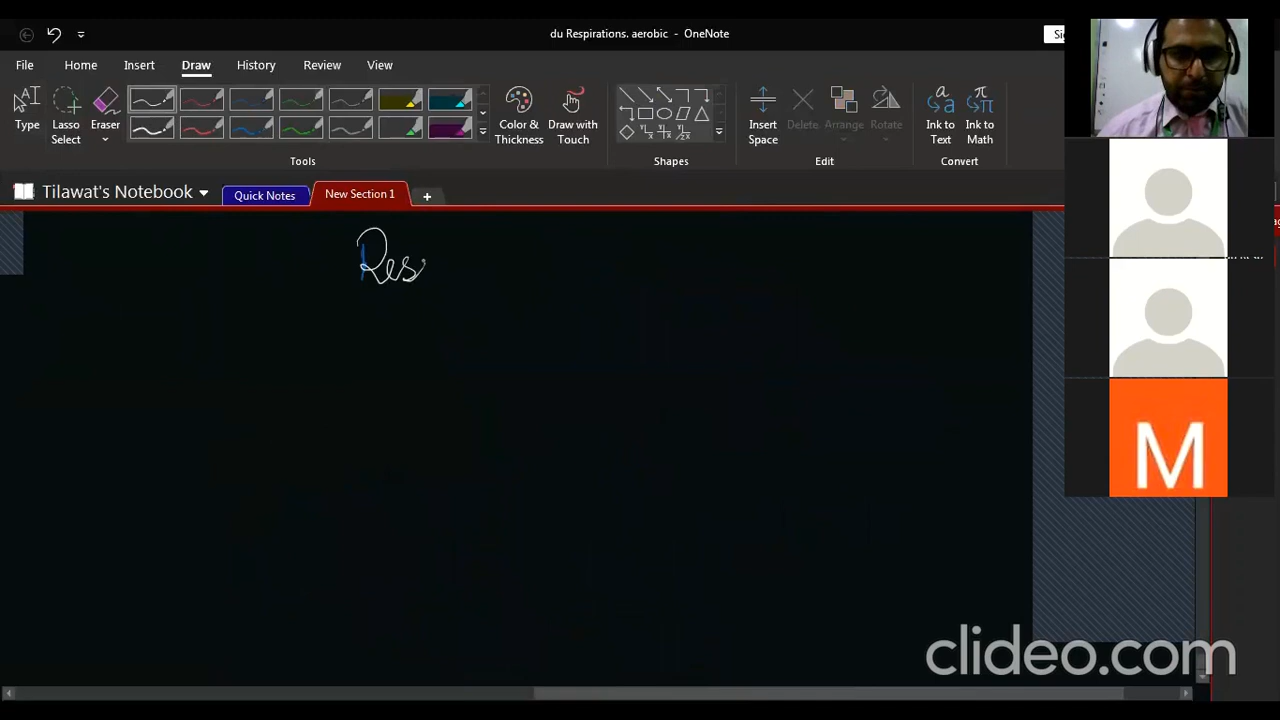 du Respirations. aerobic - OneNote
File Home Insert Draw History Review View
Type Lasso Select Eraser Color & Thickness Draw with Touch Insert Space Delete Arrange Rotate Ink to Text Ink to Math
Tools Shapes Edit Convert
Tilawat's Notebook Quick Notes New Section 1
Res
M
clideo.com